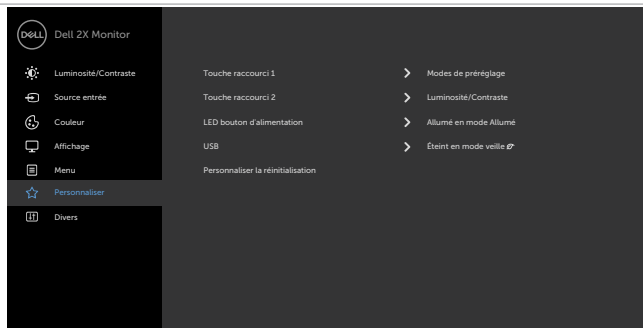 DELL Dell 2X Monitor
Luminosité/Contraste Touche raccourci 1 Modes de préréglage
Source entrée Touche raccourci 2 Luminosité/Contraste
Couleur LED bouton d'alimentation Allumé en mode Allumé
Affichage USB Éteint en mode veille
Menu Personnaliser la réinitialisation
Personnaliser
Divers